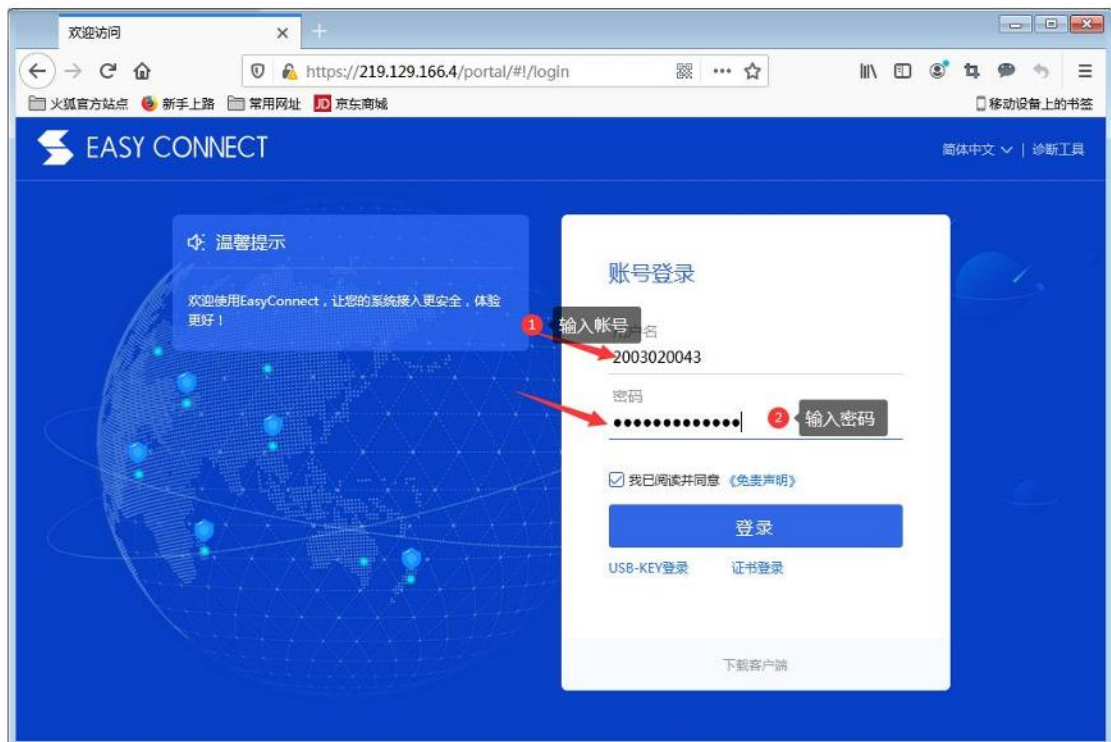 欢迎访问
https://219.129.166.4/portal/#!/login
火狐官方站点 新手上路 常用网址 JD 京东商城 移动设备上的书签
EASY CONNECT
简体中文 | 诊断工具
温馨提示
欢迎使用EasyConnect，让您的系统接入更安全，体验
更好！
账号登录
1 输入帐号
户名
2003020043
密码
2 输入密码
我已阅读并同意 《免责声明》
登录
USB-KEY登录 证书登录
下载客户端